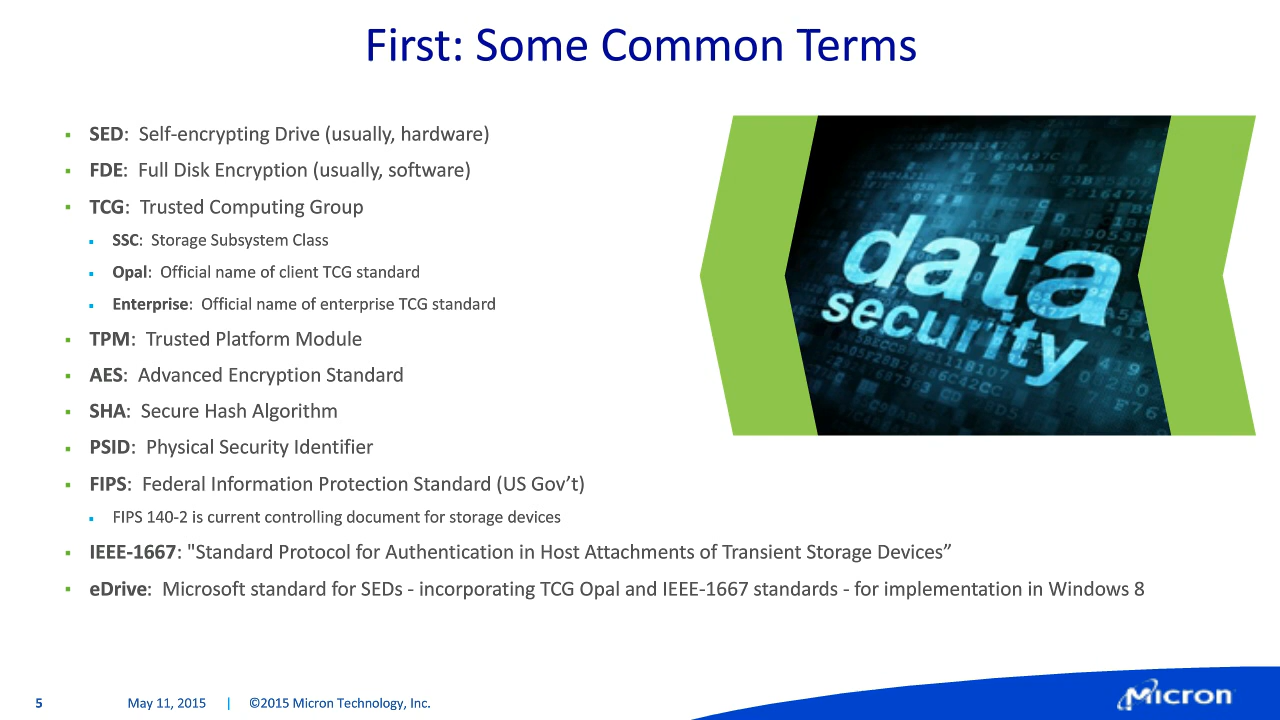 First: Some Common Terms
SED: Self-encrypting Drive (usually, hardware)
FDE: Full Disk Encryption (usually, software)
TCG: Trusted Computing Group
SSC: Storage Subsystem Class
Opal: Official name of client TCG standard
Enterprise: Official name of enterprise TCG standard
TPM: Trusted Platform Module
AES: Advanced Encryption Standard
SHA: Secure Hash Algorithm
PSID: Physical Security Identifier
FIPS: Federal Information Protection Standard (US Gov’t)
FIPS 140-2 is current controlling document for storage devices
IEEE-1667: "Standard Protocol for Authentication in Host Attachments of Transient Storage Devices”
eDrive: Microsoft standard for SEDs - incorporating TCG Opal and IEEE-1667 standards - for implementation in Windows 8
data
security
5 May 11, 2015 | ©2015 Micron Technology, Inc.
Micron